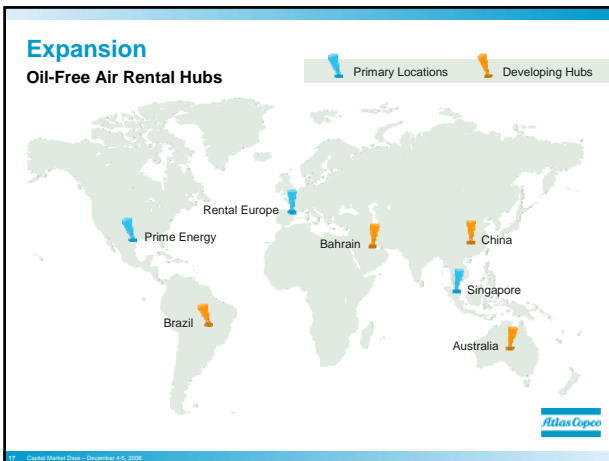 Expansion
Oil-Free Air Rental Hubs
Primary Locations
Developing Hubs
Rental Europe
Prime Energy
Bahrain
China
Singapore
Brazil
Australia
Atlas Copco
17 Capital Market Days – December 4-5, 2006